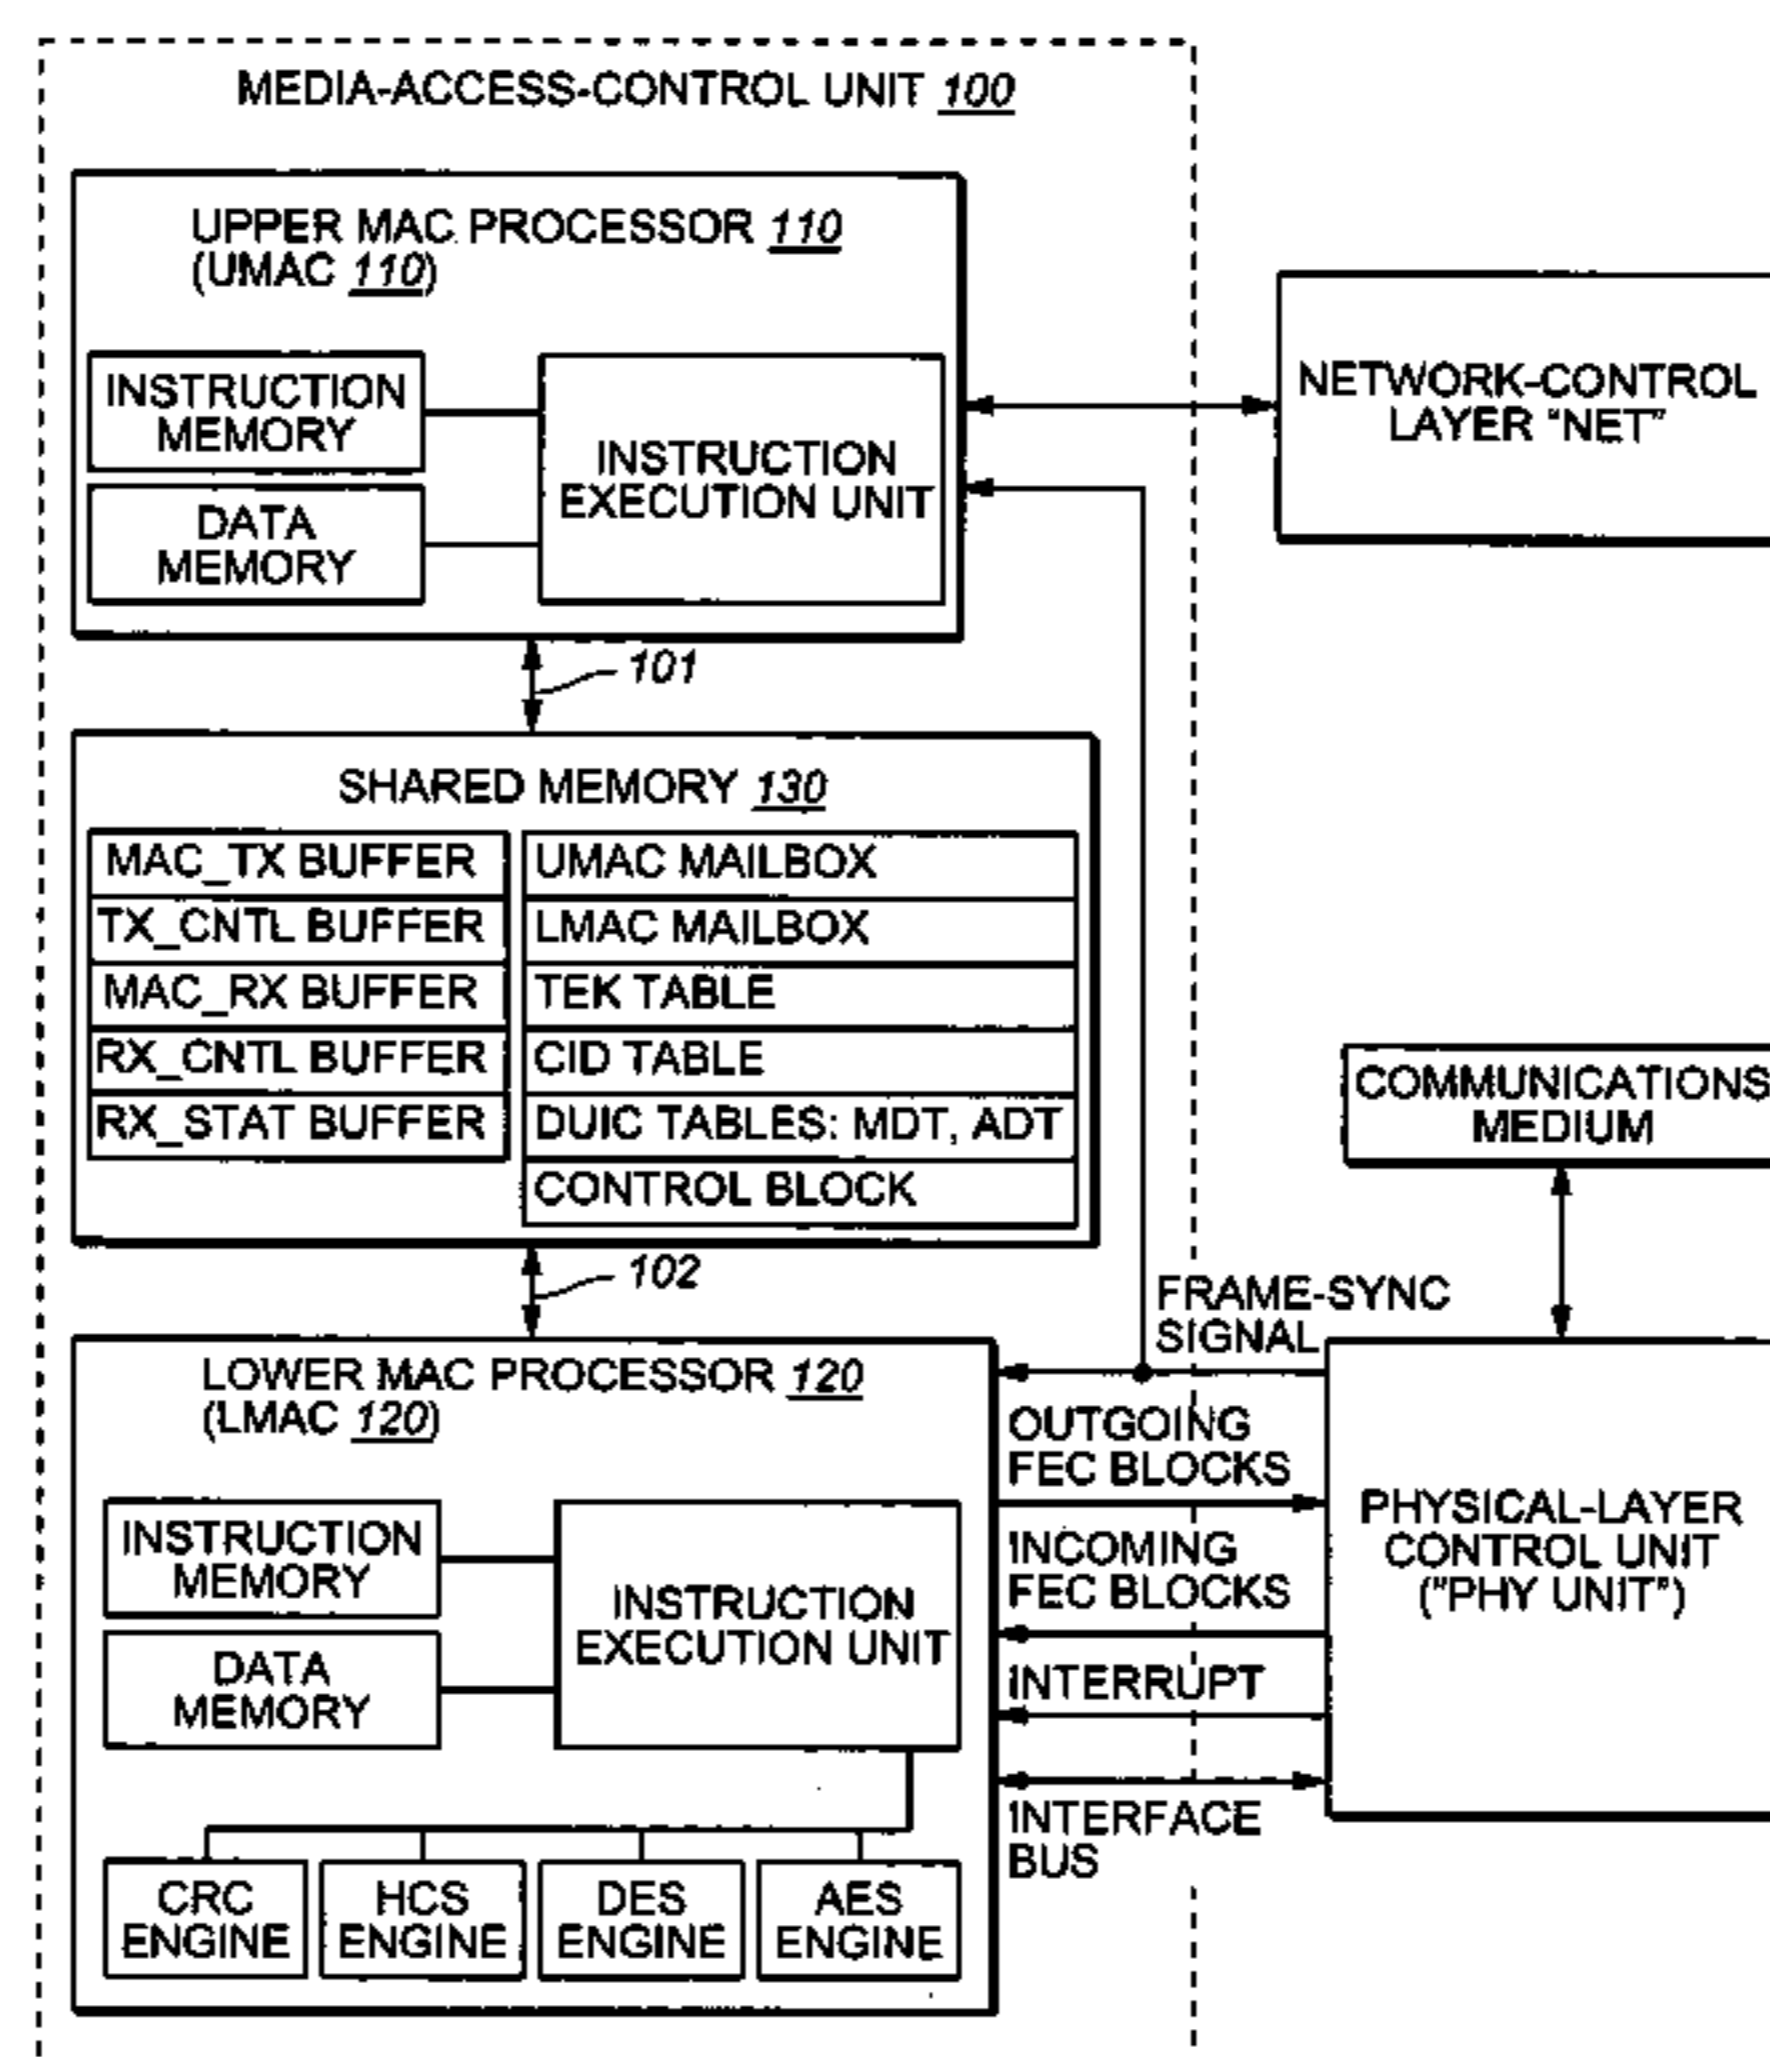 MEDIA-ACCESS-CONTROL UNIT 100
UPPER MAC PROCESSOR 110
(UMAC 110)
INSTRUCTION
MEMORY
DATA
MEMORY
INSTRUCTION
EXECUTION UNIT
NETWORK-CONTROL
LAYER "NET"
101
SHARED MEMORY 130
MAC_TX BUFFER
TX_CNTL BUFFER
MAC_RX BUFFER
RX_CNTL BUFFER
RX_STAT BUFFER
UMAC MAILBOX
LMAC MAILBOX
TEK TABLE
CID TABLE
DUIC TABLES: MDT, ADT
CONTROL BLOCK
COMMUNICATIONS
MEDIUM
102
FRAME-SYNC
SIGNAL
LOWER MAC PROCESSOR 120
(LMAC 120)
INSTRUCTION
MEMORY
DATA
MEMORY
INSTRUCTION
EXECUTION UNIT
OUTGOING
FEC BLOCKS
INCOMING
FEC BLOCKS
INTERRUPT
INTERFACE
BUS
PHYSICAL-LAYER
CONTROL UNIT
("PHY UNIT")
CRC
ENGINE
HCS
ENGINE
DES
ENGINE
AES
ENGINE